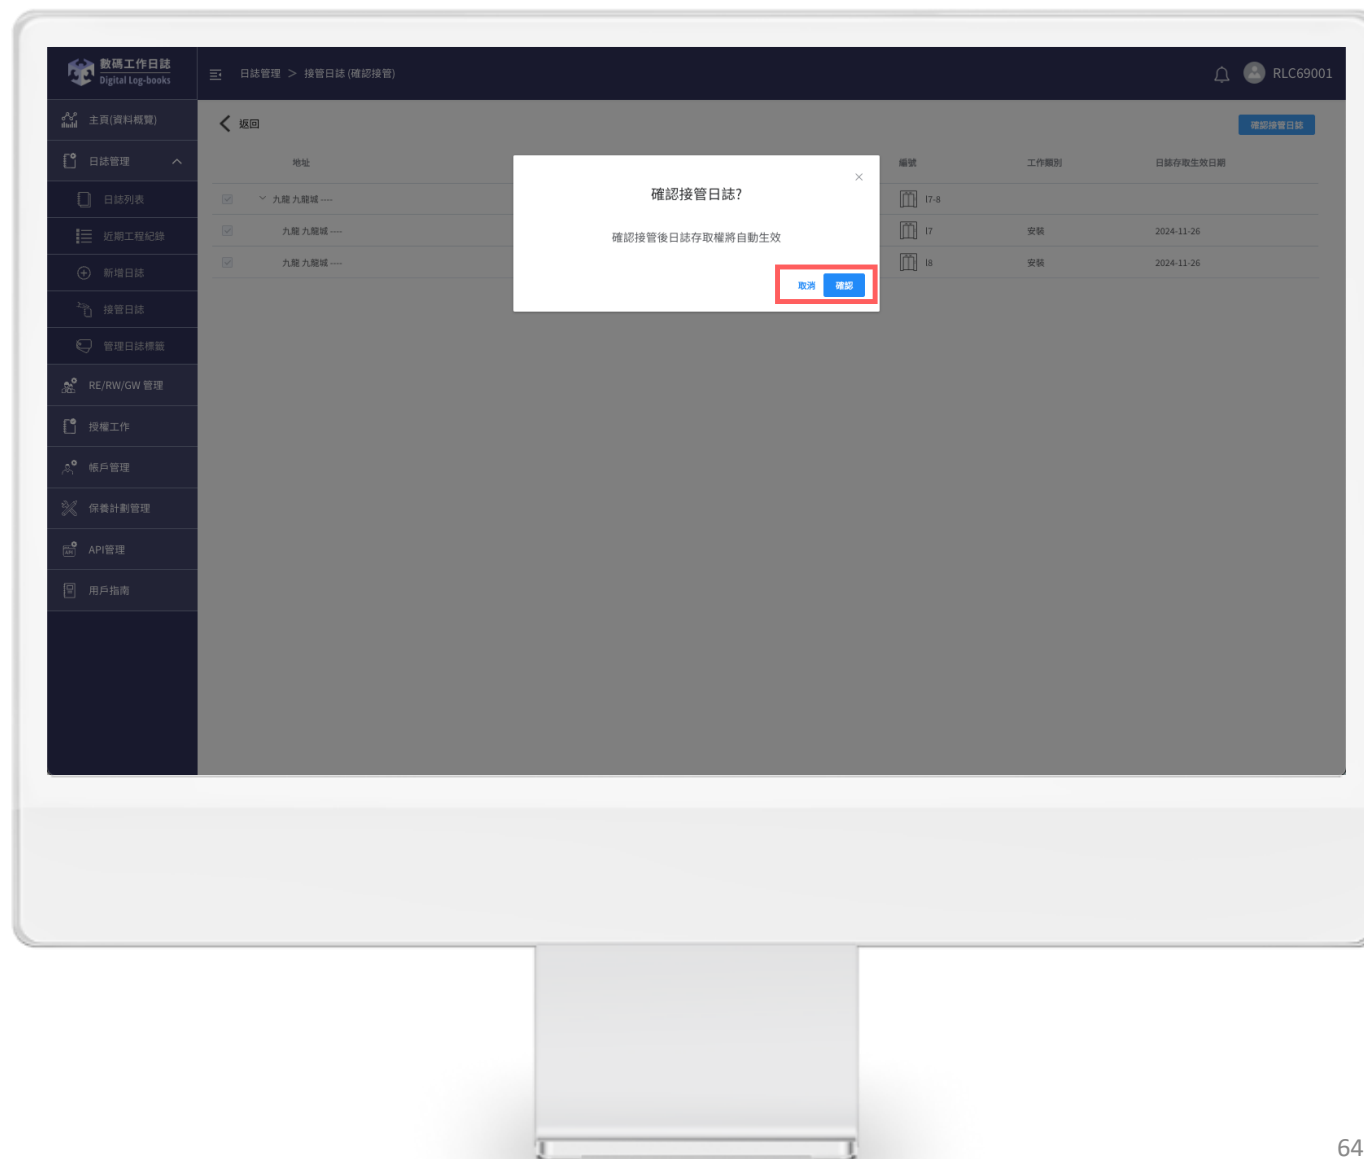 數碼工作日誌
Digital Log-books
日誌管理 > 接管日誌 (確認接管)
RLC69001
主頁(資料概覽)
日誌管理
日誌列表
近期工程紀錄
新增日誌
接管日誌
管理日誌標籤
RE/RW/GW 管理
授權工作
帳戶管理
保養計劃管理
API管理
用戶指南
返回
確認接管日誌
地址 編號 工作類別 日誌存取生效日期
九龍 九龍城 ---- l7-8
九龍 九龍城 ---- l7 安裝 2024-11-26
九龍 九龍城 ---- l8 安裝 2024-11-26
確認接管日誌?
確認接管後日誌存取權將自動生效
取消 確認
64